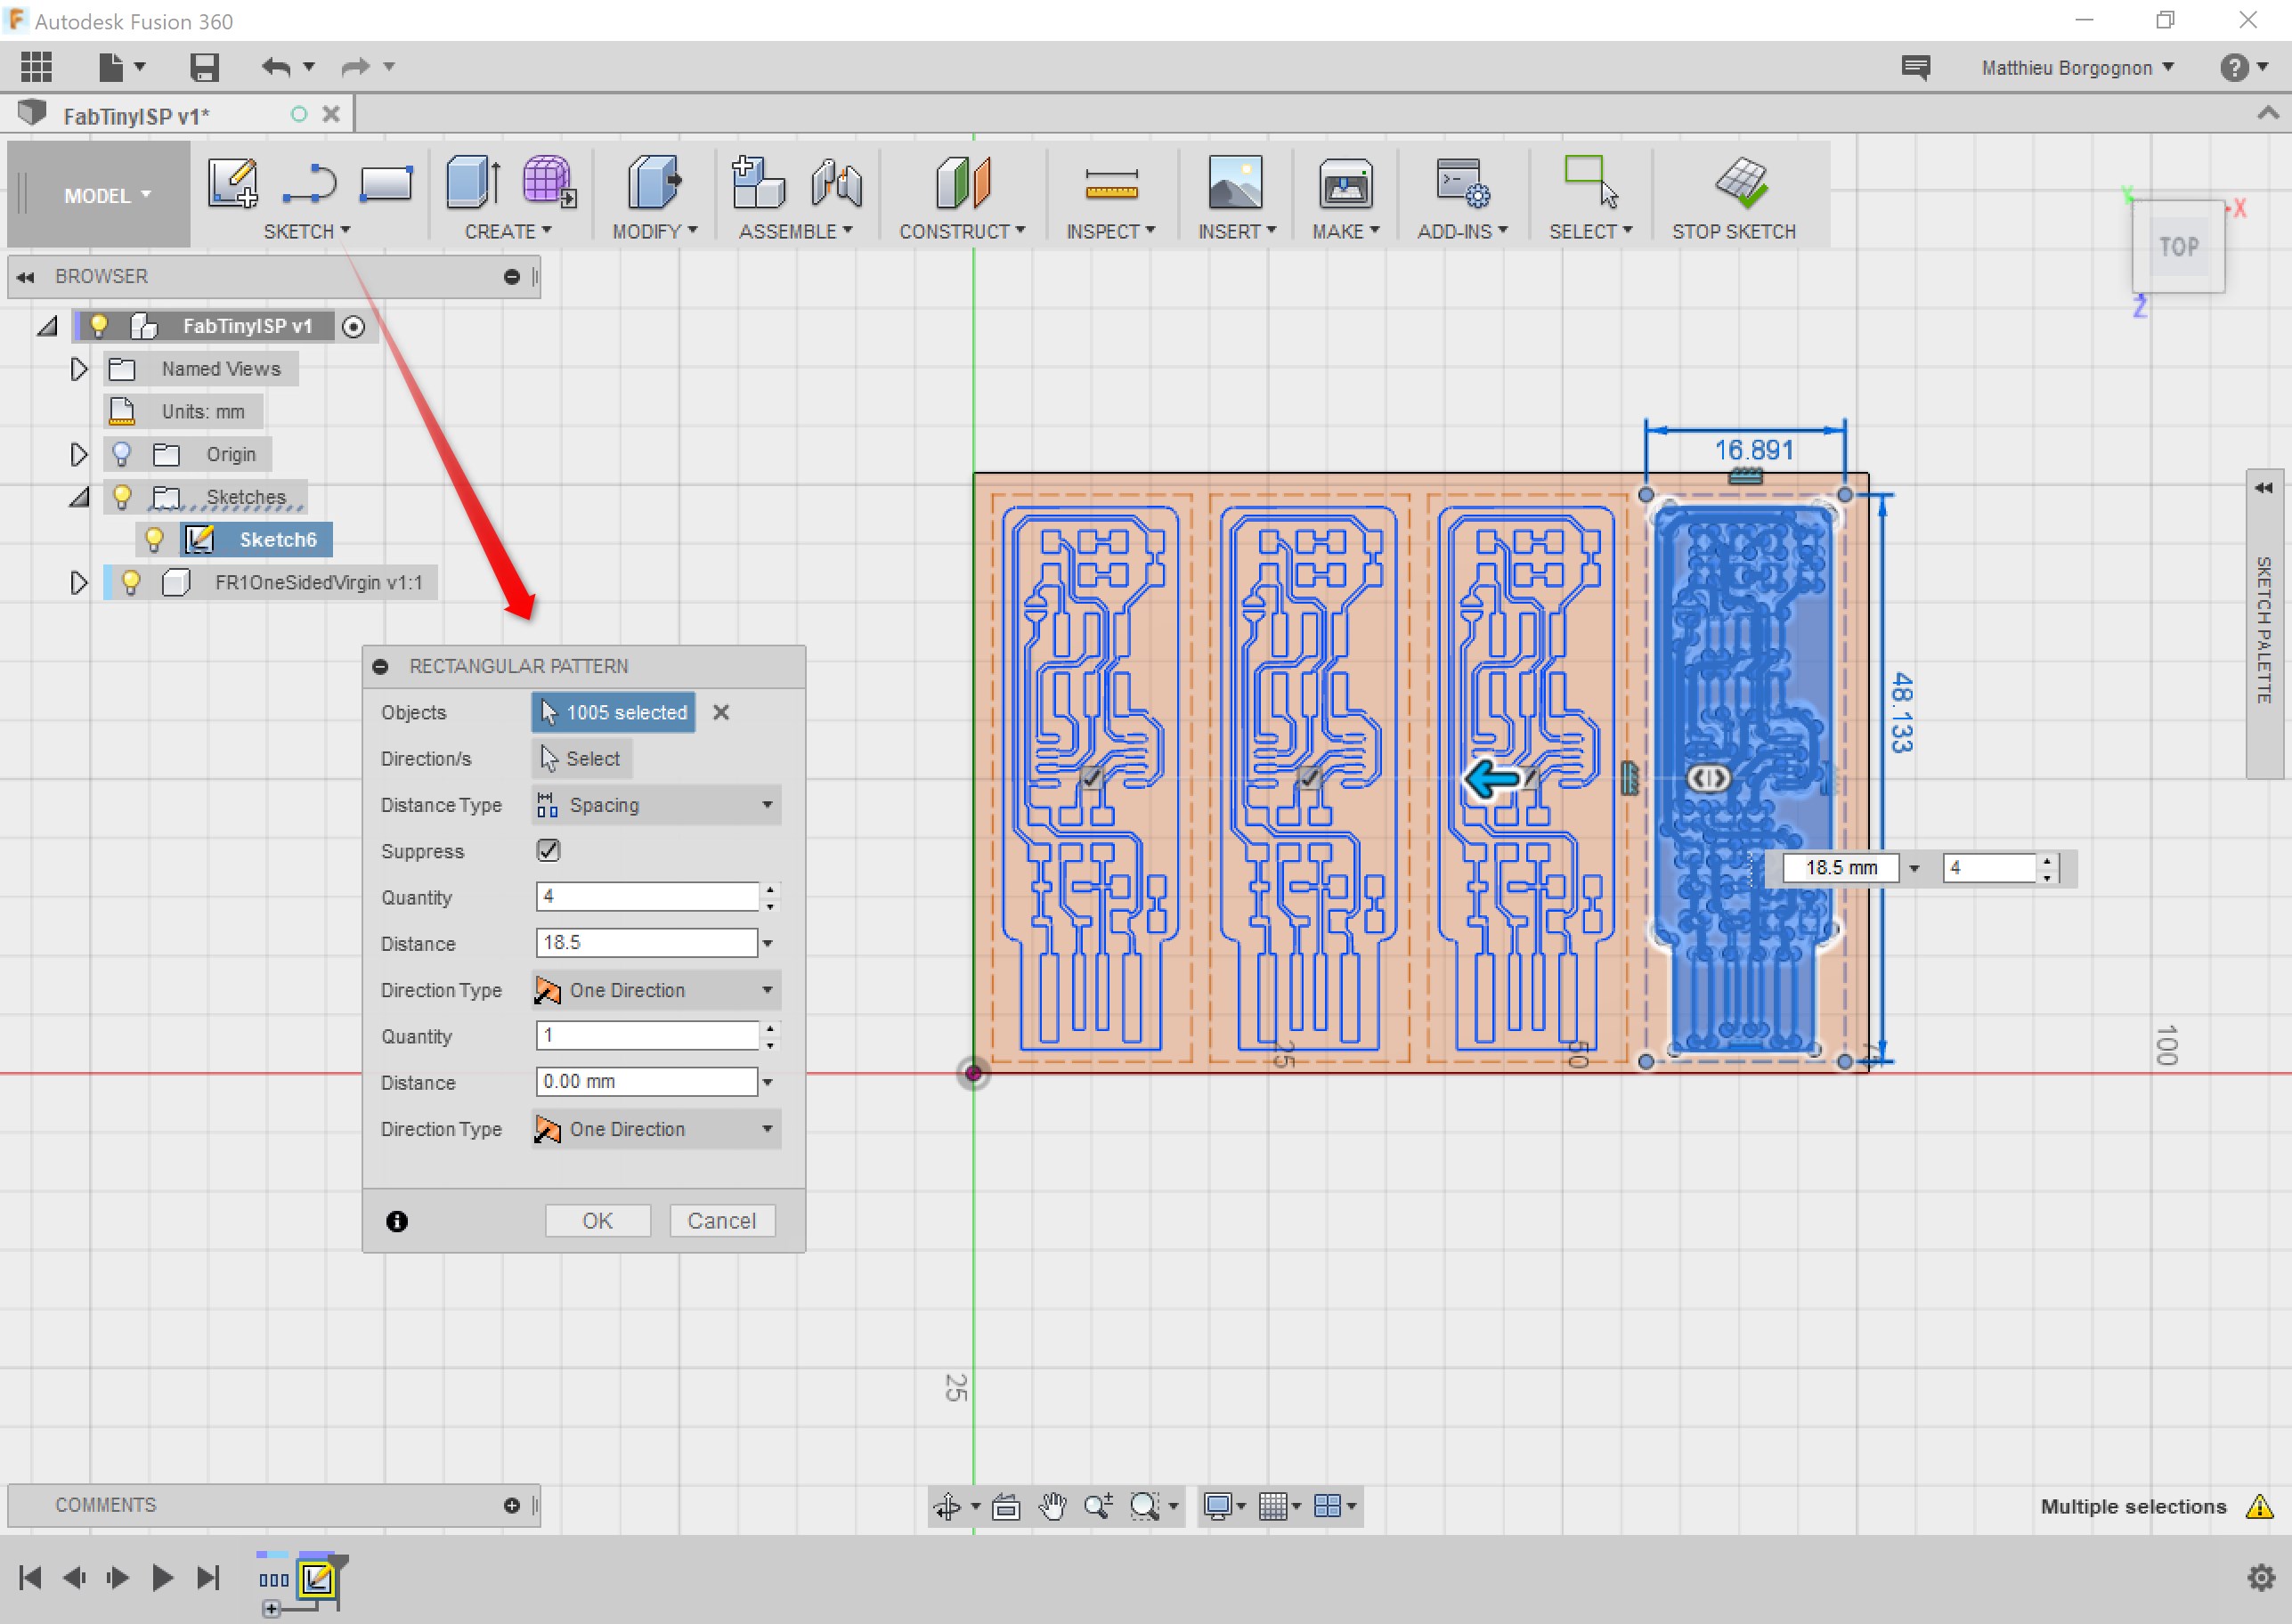 Autodesk Fusion 360
Matthieu Borgognon
FabTinyISP v1*
MODEL
SKETCH
CREATE
MODIFY
ASSEMBLE
CONSTRUCT
INSPECT
INSERT
MAKE
ADD-INS
SELECT
STOP SKETCH
Y
X
TOP
Z
BROWSER
FabTinyISP v1
Named Views
Units: mm
Origin
Sketches
Sketch6
FR1OneSidedVirgin v1:1
SKETCH PALETTE
RECTANGULAR PATTERN
Objects 1005 selected
Direction/s Select
Distance Type Spacing
Suppress
Quantity 4
Distance 18.5
Direction Type One Direction
Quantity 1
Distance 0.00 mm
Direction Type One Direction
OK Cancel
16.891
48.133
18.5 mm 4
25
50
100
25
COMMENTS
Multiple selections